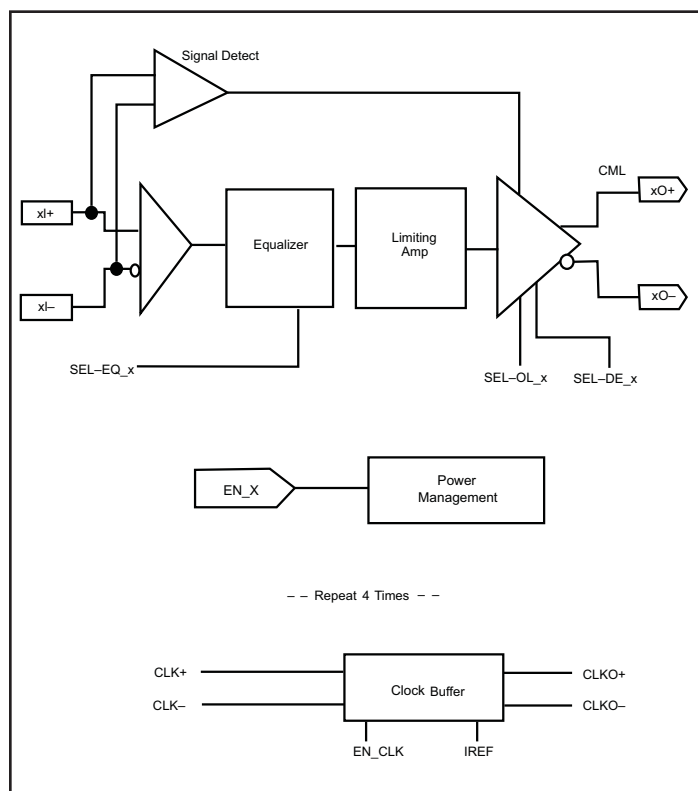 Signal Detect
CML
xI+
xO+
Equalizer
Limiting
Amp
xI–
xO–
SEL–EQ_x
SEL–OL_x
SEL–DE_x
EN_X
Power
Management
– – Repeat 4 Times – –
CLK+
CLKO+
Clock Buffer
CLK–
CLKO–
EN_CLK
IREF